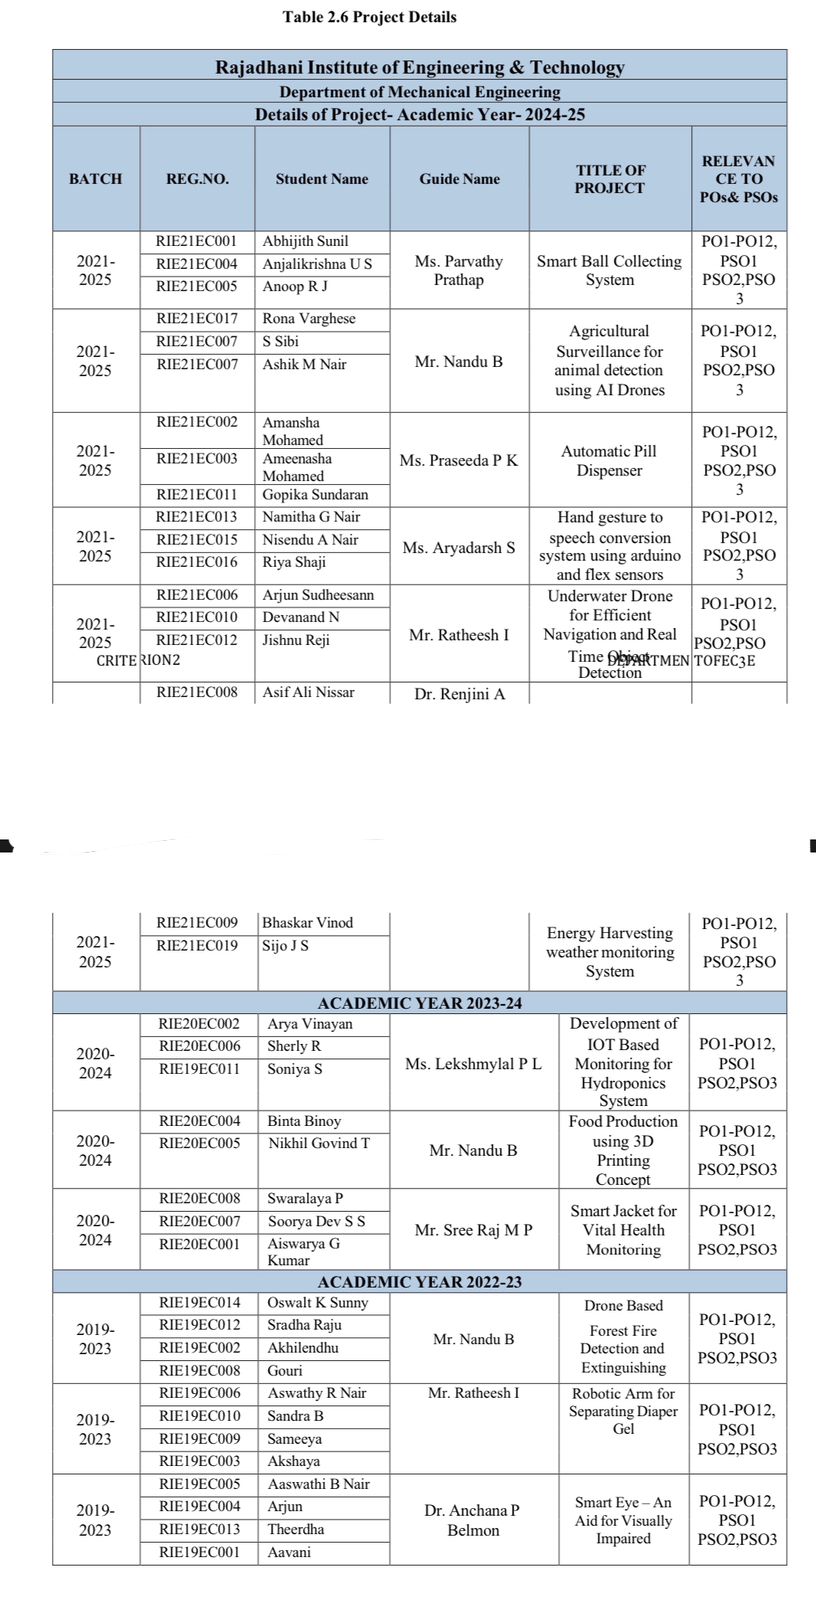 Table 2.6 Project Details
Rajadhani Institute of Engineering & Technology
Department of Mechanical Engineering
Details of Project- Academic Year- 2024-25
BATCH REG.NO. Student Name Guide Name TITLE OF PROJECT RELEVAN CE TO POs& PSOs
2021-2025
RIE21EC001 Abhijith Sunil
RIE21EC004 Anjalikrishna U S
RIE21EC005 Anoop R J
Ms. Parvathy
Prathap
Smart Ball Collecting
System
PO1-PO12,
PSO1
PSO2,PSO
3
2021-
2025
RIE21EC017 Rona Varghese
RIE21EC007 S Sibi
RIE21EC007 Ashik M Nair
Mr. Nandu B
Agricultural
Surveillance for
animal detection
using AI Drones
PO1-PO12,
PSO1
PSO2,PSO
3
2021-
2025
RIE21EC002 Amansha
Mohamed
RIE21EC003 Ameenasha
Mohamed
RIE21EC011 Gopika Sundaran
Ms. Praseeda P K
Automatic Pill
Dispenser
PO1-PO12,
PSO1
PSO2,PSO
3
2021-
2025
RIE21EC013 Namitha G Nair
RIE21EC015 Nisendu A Nair
RIE21EC016 Riya Shaji
Ms. Aryadarsh S
Hand gesture to
speech conversion
system using arduino
and flex sensors
PO1-PO12,
PSO1
PSO2,PSO
3
2021-
2025
RIE21EC006 Arjun Sudheesann
RIE21EC010 Devanand N
RIE21EC012 Jishnu Reji
Mr. Ratheesh I
Underwater Drone
for Efficient
Navigation and Real
Time Object
Detection
PO1-PO12,
PSO1
PSO2,PSO
3
CRITERION2 DEPARTMENTOFECE
RIE21EC008 Asif Ali Nissar Dr. Renjini A
2021-
2025
RIE21EC009 Bhaskar Vinod
RIE21EC019 Sijo J S
Energy Harvesting
weather monitoring
System
PO1-PO12,
PSO1
PSO2,PSO
3
ACADEMIC YEAR 2023-24
2020-
2024
RIE20EC002 Arya Vinayan
RIE20EC006 Sherly R
RIE19EC011 Soniya S
Ms. Lekshmylal P L
Development of
IOT Based
Monitoring for
Hydroponics
System
PO1-PO12,
PSO1
PSO2,PSO3
2020-
2024
RIE20EC004 Binta Binoy
RIE20EC005 Nikhil Govind T
Mr. Nandu B
Food Production
using 3D
Printing
Concept
PO1-PO12,
PSO1
PSO2,PSO3
2020-
2024
RIE20EC008 Swaralaya P
RIE20EC007 Soorya Dev S S
RIE20EC001 Aiswarya G
Kumar
Mr. Sree Raj M P
Smart Jacket for
Vital Health
Monitoring
PO1-PO12,
PSO1
PSO2,PSO3
ACADEMIC YEAR 2022-23
2019-
2023
RIE19EC014 Oswalt K Sunny
RIE19EC012 Sradha Raju
RIE19EC002 Akhilendhu
RIE19EC008 Gouri
Mr. Nandu B
Drone Based
Forest Fire
Detection and
Extinguishing
PO1-PO12,
PSO1
PSO2,PSO3
2019-
2023
RIE19EC006 Aswathy R Nair
RIE19EC010 Sandra B
RIE19EC009 Sameeya
RIE19EC003 Akshaya
Mr. Ratheesh I
Robotic Arm for
Separating Diaper
Gel
PO1-PO12,
PSO1
PSO2,PSO3
2019-
2023
RIE19EC005 Aaswathi B Nair
RIE19EC004 Arjun
RIE19EC013 Theerdha
RIE19EC001 Aavani
Dr. Anchana P
Belmon
Smart Eye – An
Aid for Visually
Impaired
PO1-PO12,
PSO1
PSO2,PSO3